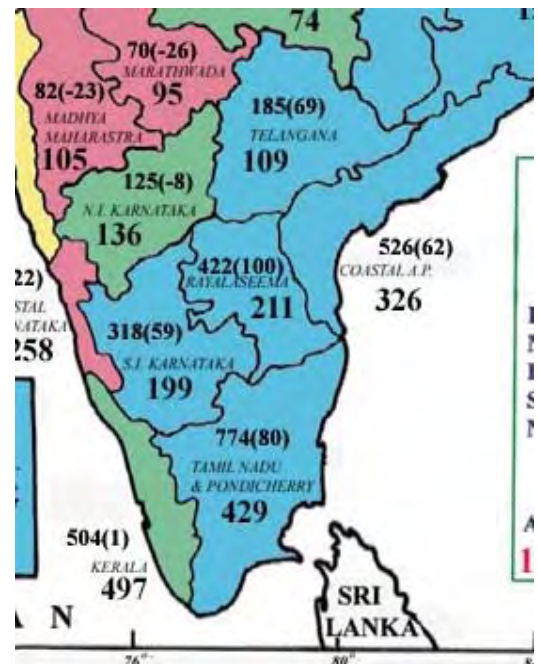 74
70(-26)
MARATHWADA
95
82(-23)
MADHYA
MAHARASTRA
105
185(69)
TELANGANA
109
125(-8)
N.I. KARNATAKA
136
526(62)
COASTAL A.P.
326
422(100)
RAYALASEEMA
211
22)
STAL
NATAKA
258
318(59)
S.I. KARNATAKA
199
774(80)
TAMIL NADU
& PONDICHERRY
429
504(1)
KERALA
497
A N
SRI
LANKA
76°
80°